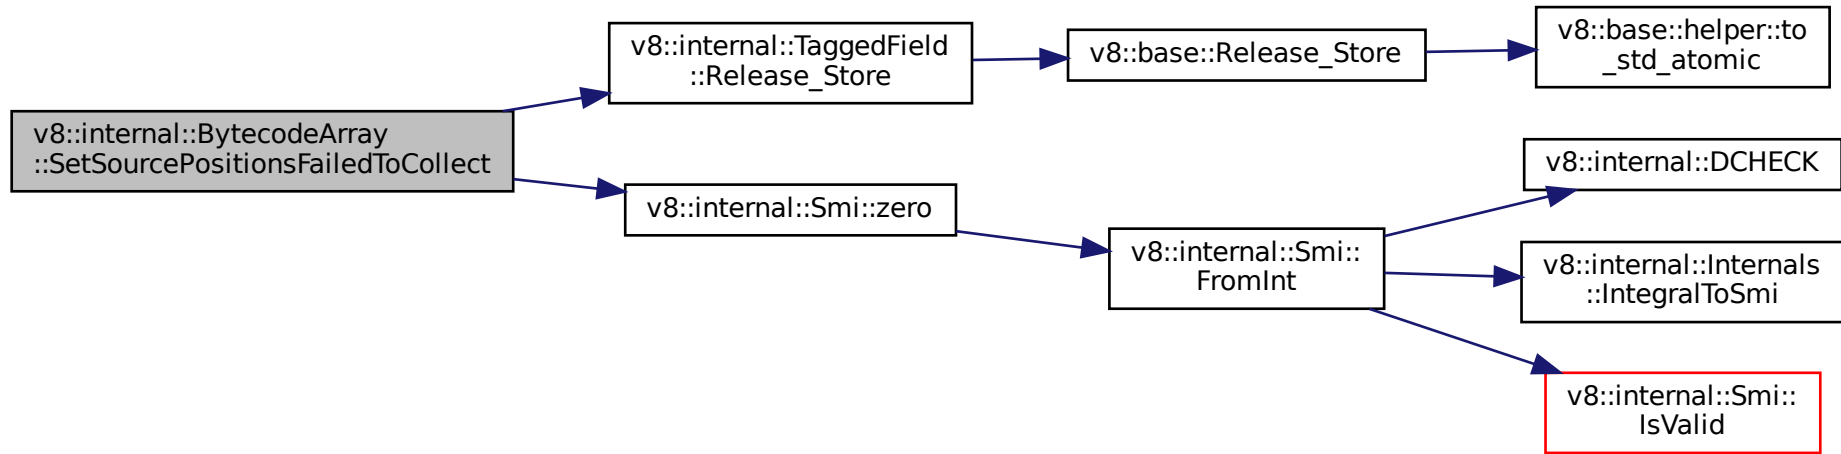 v8::internal::BytecodeArray
::SetSourcePositionsFailedToCollect
v8::internal::TaggedField
::Release_Store
v8::base::Release_Store
v8::base::helper::to
_std_atomic
v8::internal::Smi::zero
v8::internal::Smi::
FromInt
v8::internal::DCHECK
v8::internal::Internals
::IntegralToSmi
v8::internal::Smi::
IsValid